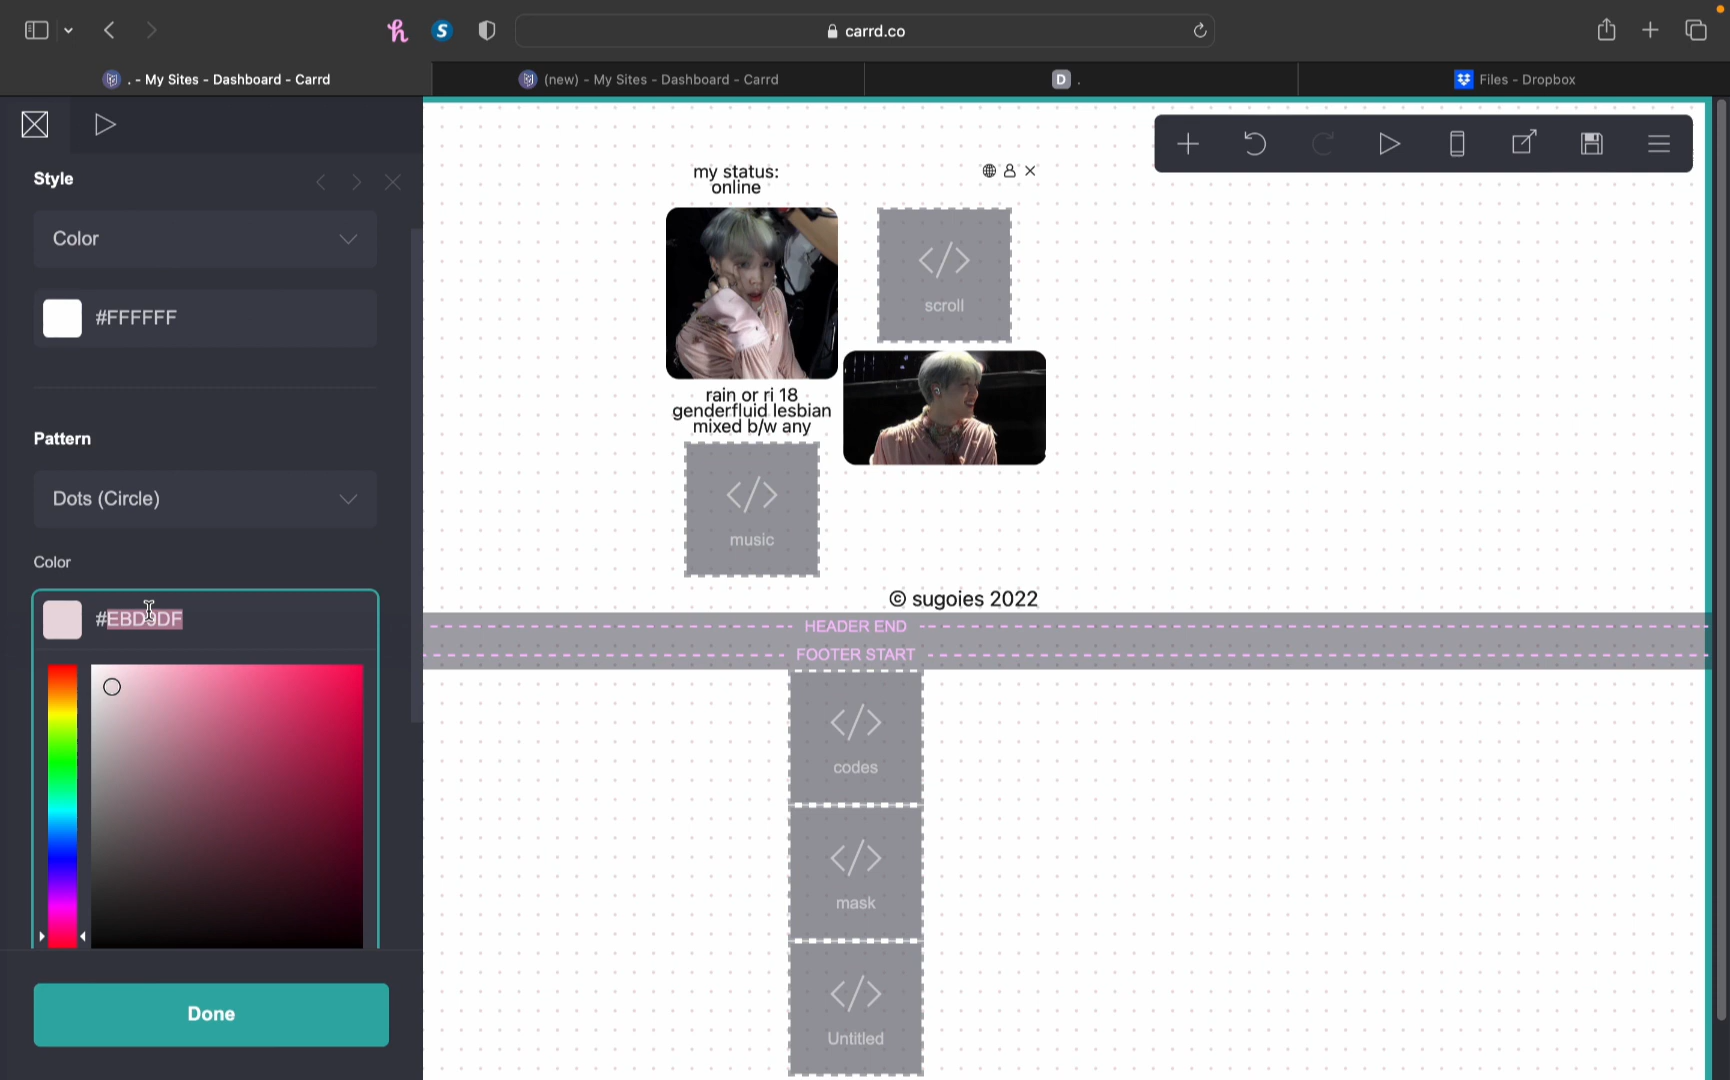 carrd.co
. - My Sites - Dashboard - Carrd
(new) - My Sites - Dashboard - Carrd
D .
Files - Dropbox
Style
Color
#FFFFFF
Pattern
Dots (Circle)
Color
#EBD9DF
Done
my status:
online
scroll
rain or ri 18
genderfluid lesbian
mixed b/w any
music
© sugoies 2022
HEADER END
FOOTER START
codes
mask
Untitled